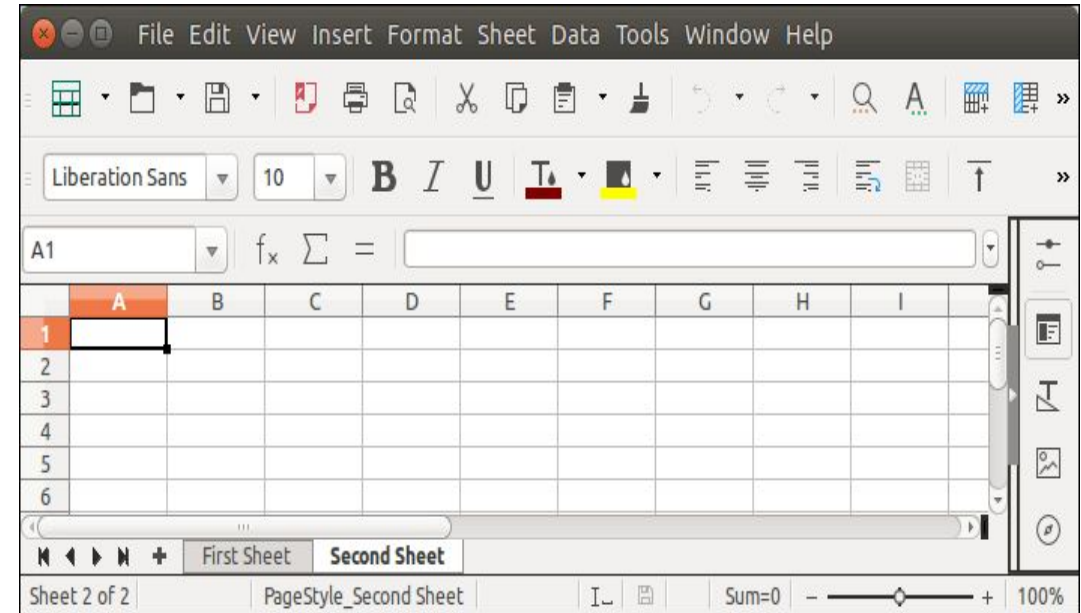 File Edit View Insert Format Sheet Data Tools Window Help
Liberation Sans 10 B I U
A1 fx Σ =
A B C D E F G H I
1
2
3
4
5
6
First Sheet Second Sheet
Sheet 2 of 2 PageStyle_Second Sheet Sum=0 − + 100%